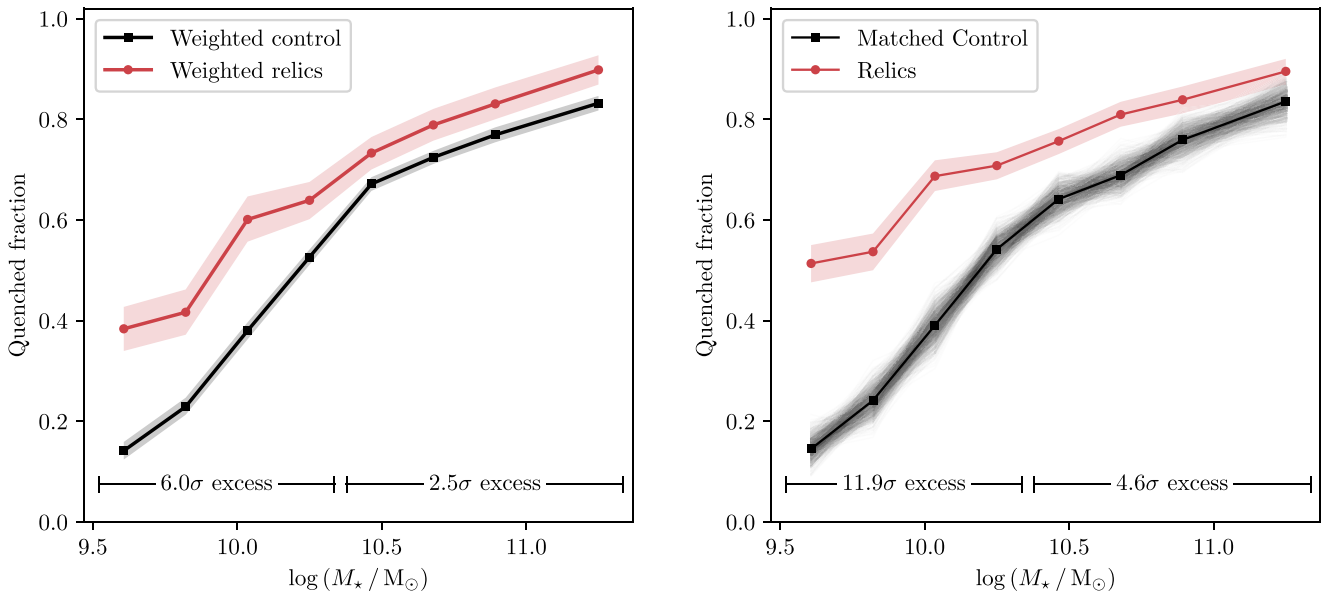 Quenched fraction
1.0
0.8
0.6
0.4
0.2
0.0
Weighted control
Weighted relics
6.0σ excess
2.5σ excess
9.5 10.0 10.5 11.0
log (M⋆ / M⊙)
Quenched fraction
1.0
0.8
0.6
0.4
0.2
0.0
Matched Control
Relics
11.9σ excess
4.6σ excess
9.5 10.0 10.5 11.0
log (M⋆ / M⊙)